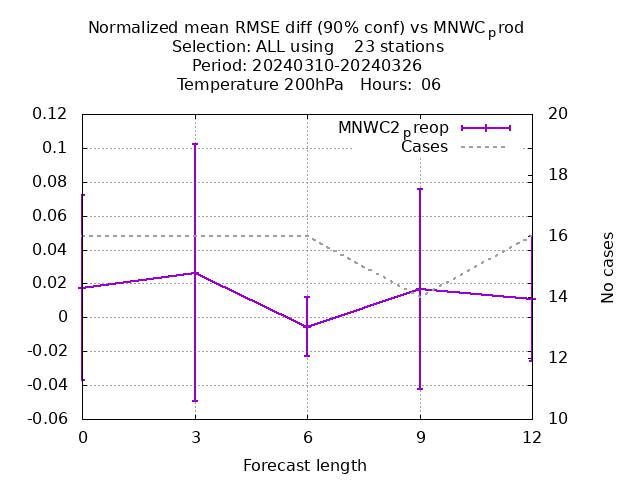 Normalized mean RMSE diff (90% conf) vs MNWCprod
Selection: ALL using 23 stations
Period: 20240310-20240326
Temperature 200hPa Hours: 06
MNWC2preop
Cases
0.12
0.1
0.08
0.06
0.04
0.02
0
-0.02
-0.04
-0.06
20
18
16
14
12
10
No cases
0 3 6 9 12
Forecast length